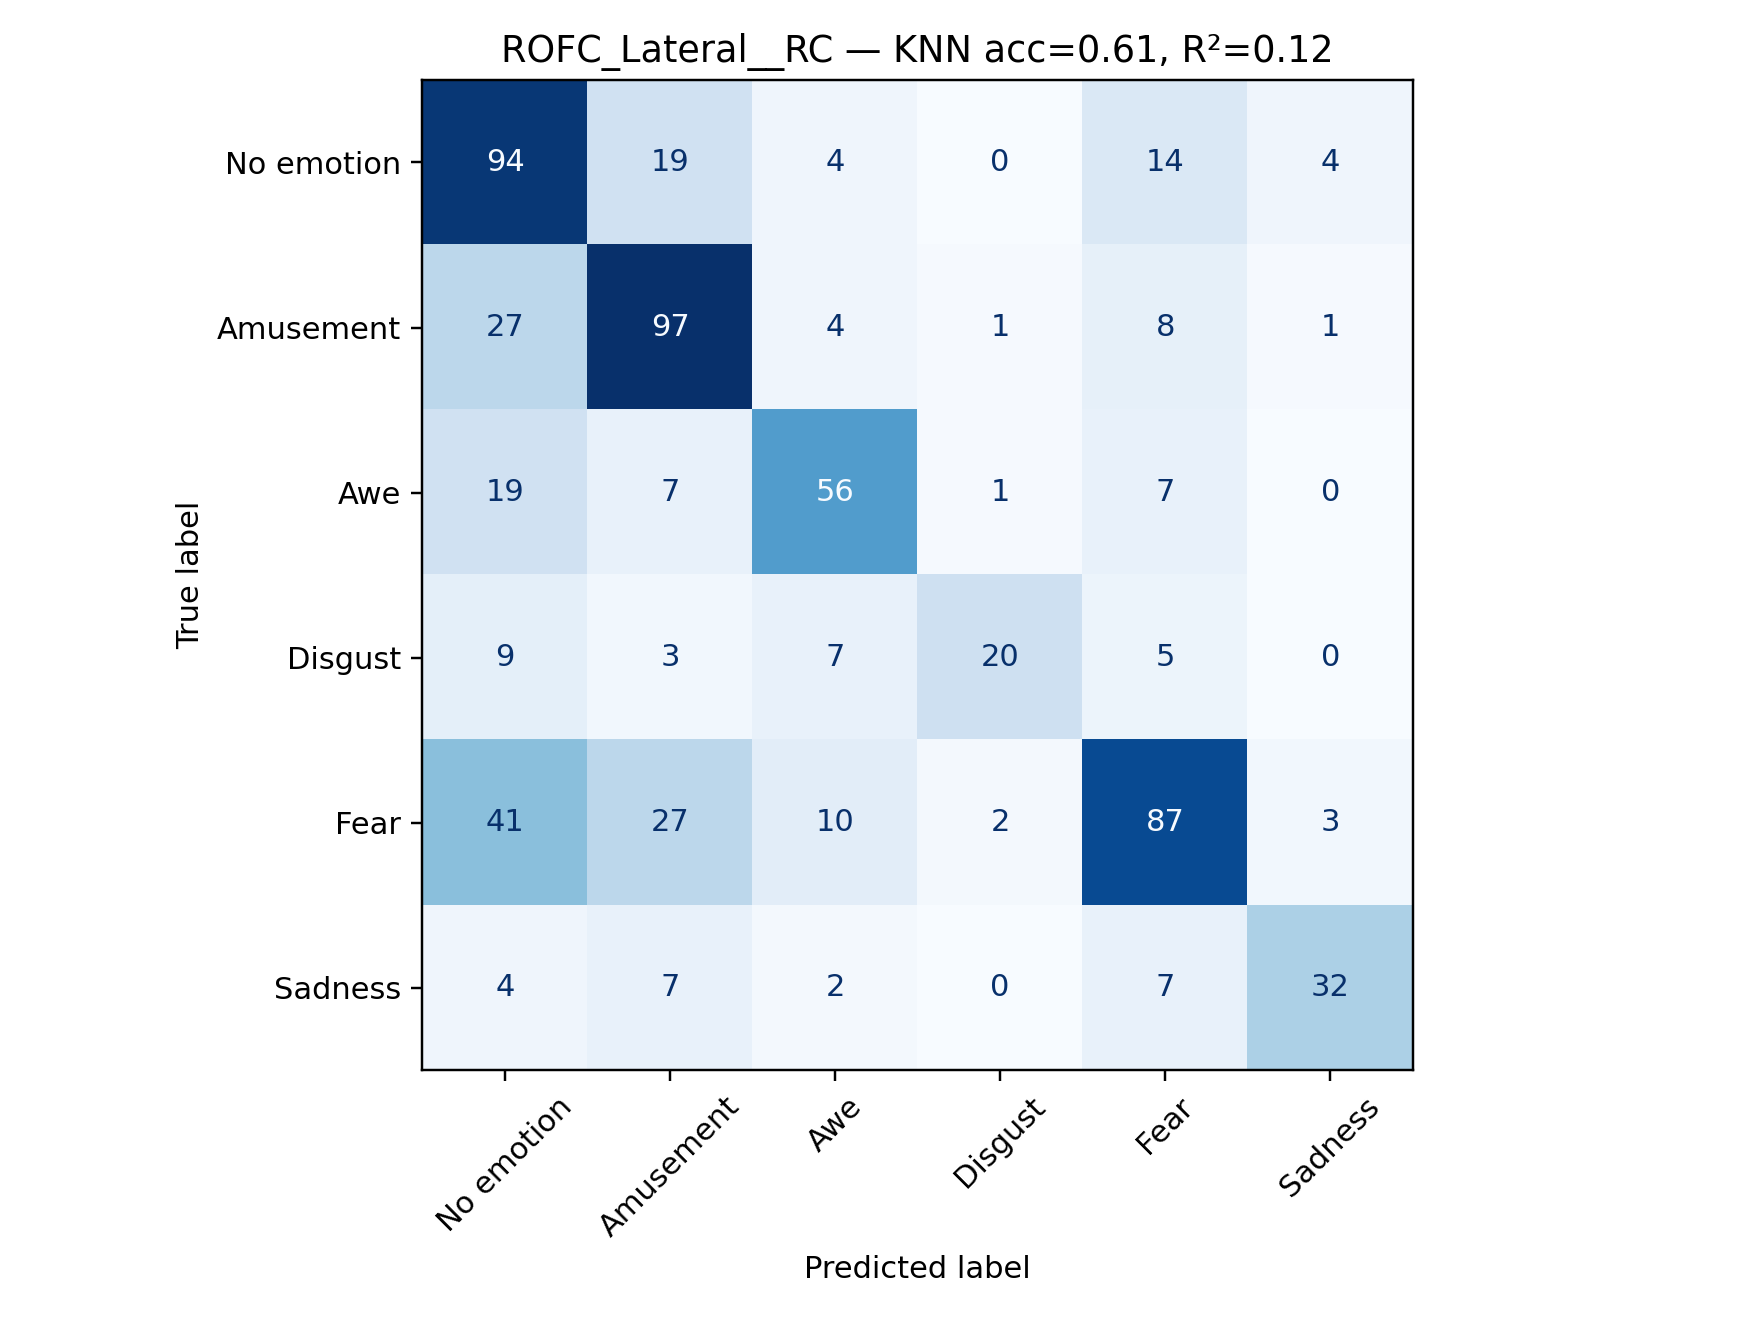 ROFC_Lateral__RC — KNN acc=0.61, R²=0.12
No emotion 94 19 4 0 14 4
Amusement 27 97 4 1 8 1
Awe 19 7 56 1 7 0
Disgust 9 3 7 20 5 0
Fear 41 27 10 2 87 3
Sadness 4 7 2 0 7 32
True label
No emotion Amusement Awe Disgust Fear Sadness
Predicted label